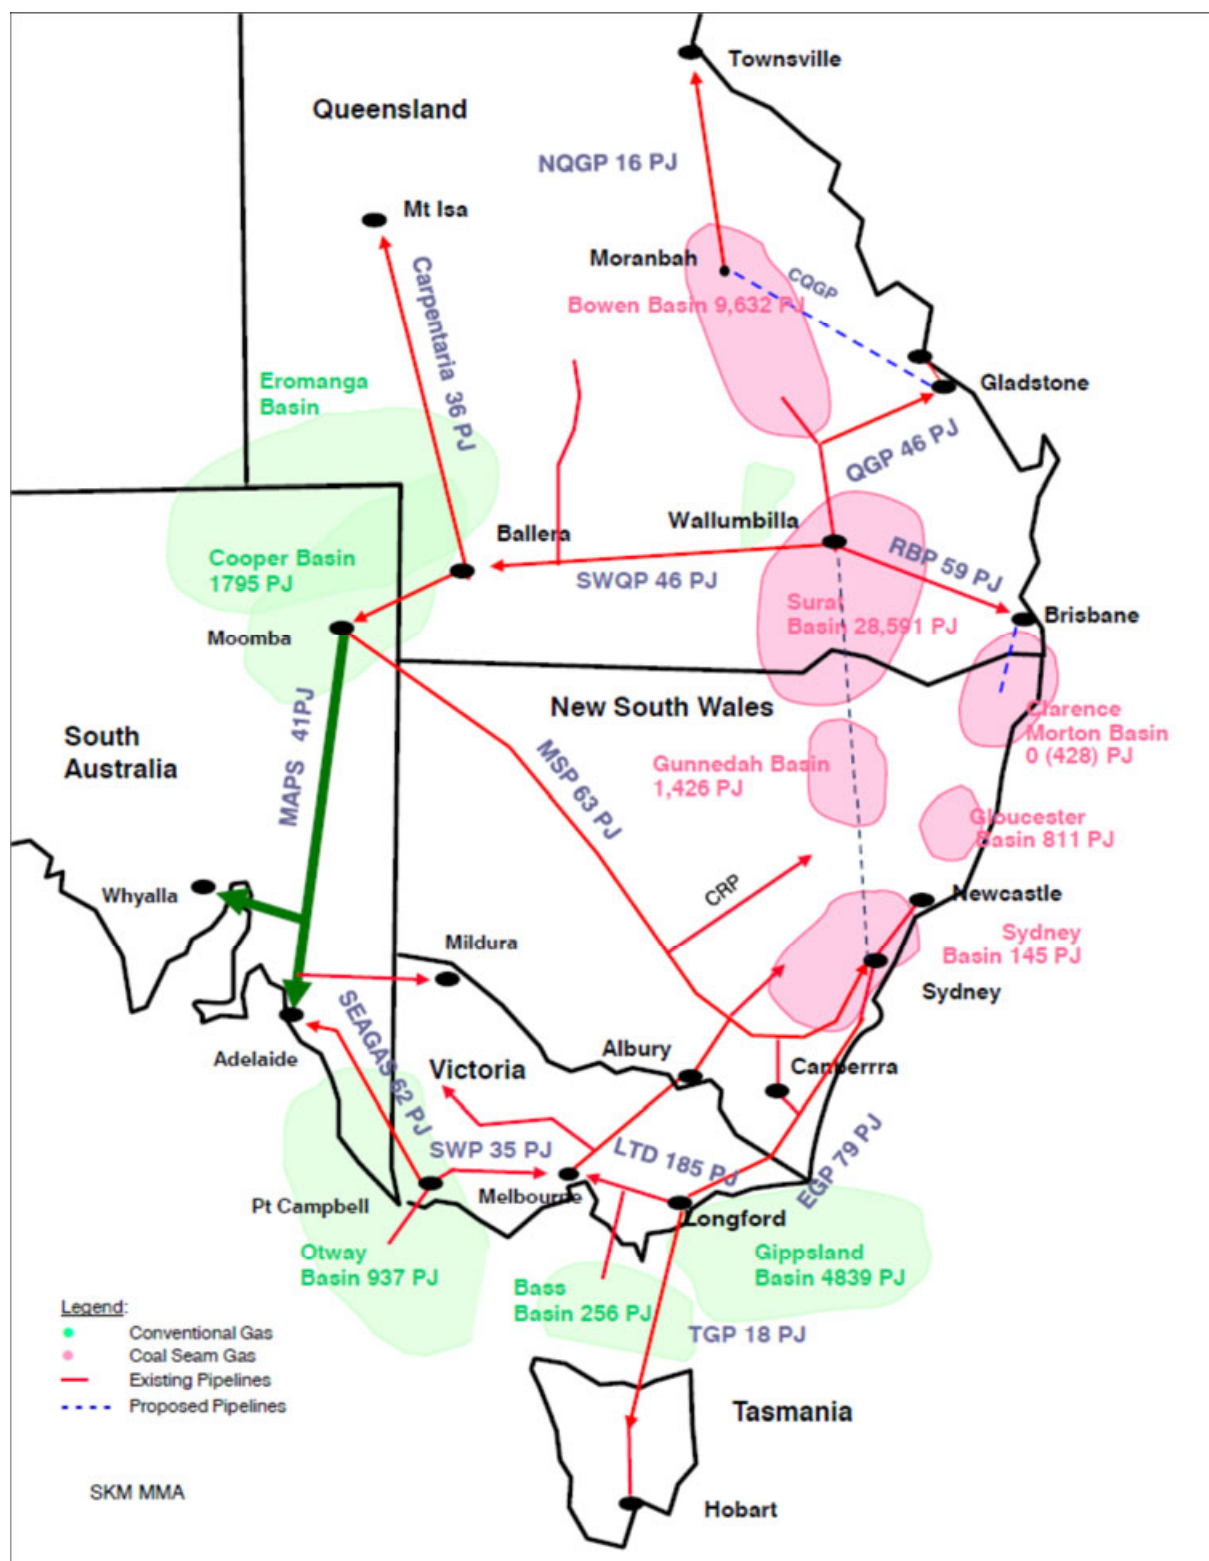 Townsville
Queensland
NQGP 16 PJ
Mt Isa
Moranbah
CQGP
Bowen Basin 9,632 PJ
Carpentaria 36 PJ
Eromanga
Basin
Gladstone
QGP 46 PJ
Wallumbilla
Ballera
Cooper Basin
1795 PJ
SWQP 46 PJ
RBP 59 PJ
Surat
Basin 28,591 PJ
Brisbane
Moomba
New South Wales
Clarence
Morton Basin
0 (428) PJ
South
Australia
MAPS 41PJ
MSP 63 PJ
Gunnedah Basin
1,426 PJ
Gloucester
Basin 811 PJ
Whyalla
CRP
Newcastle
Mildura
Sydney
Basin 145 PJ
Sydney
SEAGAS 62 PJ
Adelaide
Victoria
Albury
Canberrra
SWP 35 PJ
LTD 185 PJ
EGP 79 PJ
Pt Campbell
Melbourne
Longford
Otway
Basin 937 PJ
Gippsland
Basin 4839 PJ
Bass
Basin 256 PJ
TGP 18 PJ
Legend:
Conventional Gas
Coal Seam Gas
Existing Pipelines
Proposed Pipelines
Tasmania
SKM MMA
Hobart